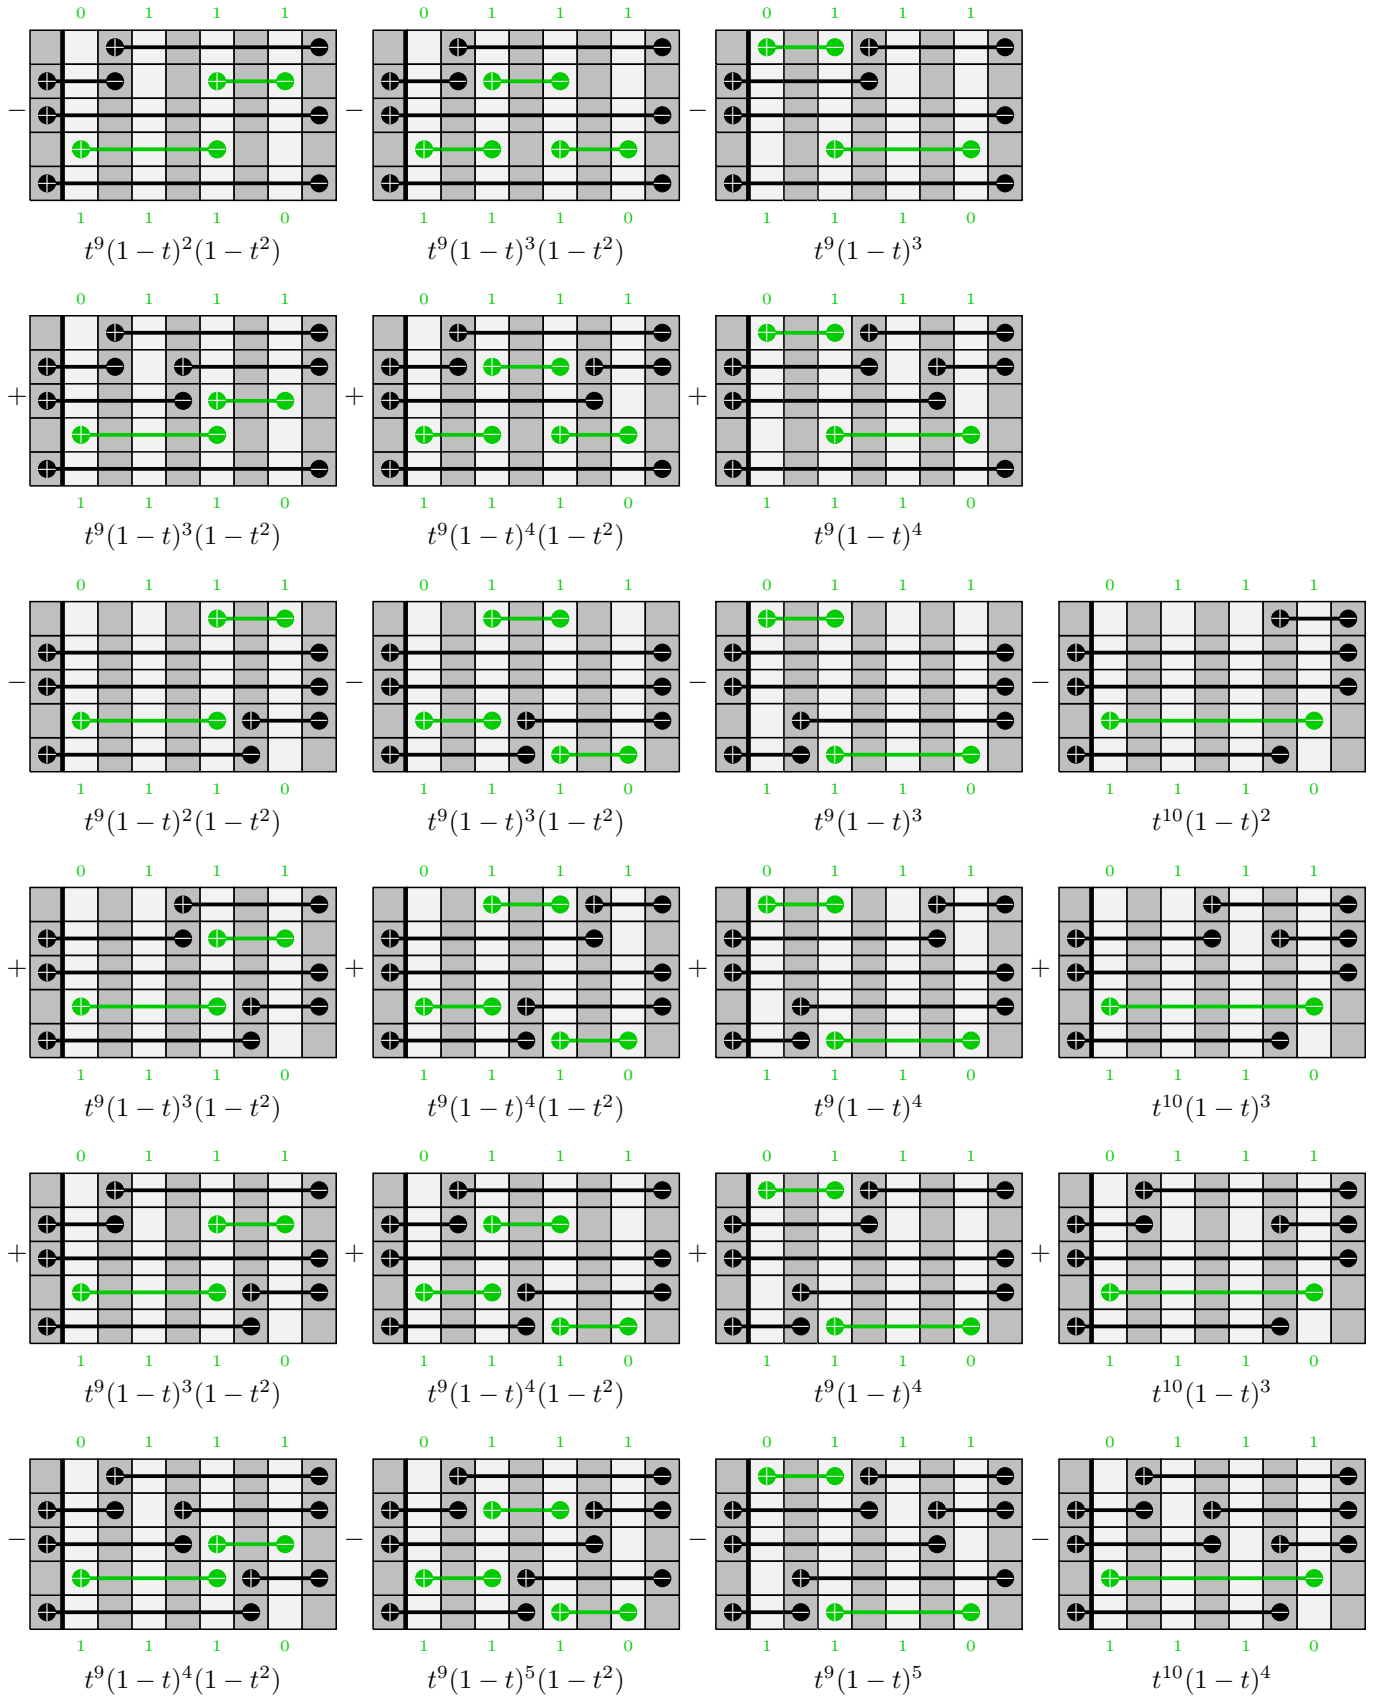 0 1 1 1 0 1 1 1 0 1 1 1
− − −
1 1 1 0 1 1 1 0 1 1 1 0
t^9(1 − t)^2(1 − t^2) t^9(1 − t)^3(1 − t^2) t^9(1 − t)^3
0 1 1 1 0 1 1 1 0 1 1 1
+ + +
1 1 1 0 1 1 1 0 1 1 1 0
t^9(1 − t)^3(1 − t^2) t^9(1 − t)^4(1 − t^2) t^9(1 − t)^4
0 1 1 1 0 1 1 1 0 1 1 1 0 1 1 1
− − − −
1 1 1 0 1 1 1 0 1 1 1 0 1 1 1 0
t^9(1 − t)^2(1 − t^2) t^9(1 − t)^3(1 − t^2) t^9(1 − t)^3 t^10(1 − t)^2
0 1 1 1 0 1 1 1 0 1 1 1 0 1 1 1
+ + + +
1 1 1 0 1 1 1 0 1 1 1 0 1 1 1 0
t^9(1 − t)^3(1 − t^2) t^9(1 − t)^4(1 − t^2) t^9(1 − t)^4 t^10(1 − t)^3
0 1 1 1 0 1 1 1 0 1 1 1 0 1 1 1
+ + + +
1 1 1 0 1 1 1 0 1 1 1 0 1 1 1 0
t^9(1 − t)^3(1 − t^2) t^9(1 − t)^4(1 − t^2) t^9(1 − t)^4 t^10(1 − t)^3
0 1 1 1 0 1 1 1 0 1 1 1 0 1 1 1
− − − −
1 1 1 0 1 1 1 0 1 1 1 0 1 1 1 0
t^9(1 − t)^4(1 − t^2) t^9(1 − t)^5(1 − t^2) t^9(1 − t)^5 t^10(1 − t)^4